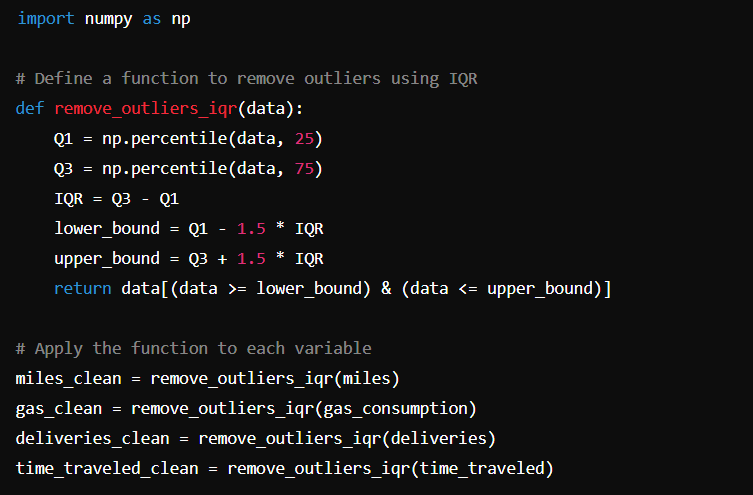 import numpy as np
# Define a function to remove outliers using IQR
def remove_outliers_iqr(data):
    Q1 = np.percentile(data, 25)
    Q3 = np.percentile(data, 75)
    IQR = Q3 - Q1
    lower_bound = Q1 - 1.5 * IQR
    upper_bound = Q3 + 1.5 * IQR
    return data[(data >= lower_bound) & (data <= upper_bound)]
# Apply the function to each variable
miles_clean = remove_outliers_iqr(miles)
gas_clean = remove_outliers_iqr(gas_consumption)
deliveries_clean = remove_outliers_iqr(deliveries)
time_traveled_clean = remove_outliers_iqr(time_traveled)